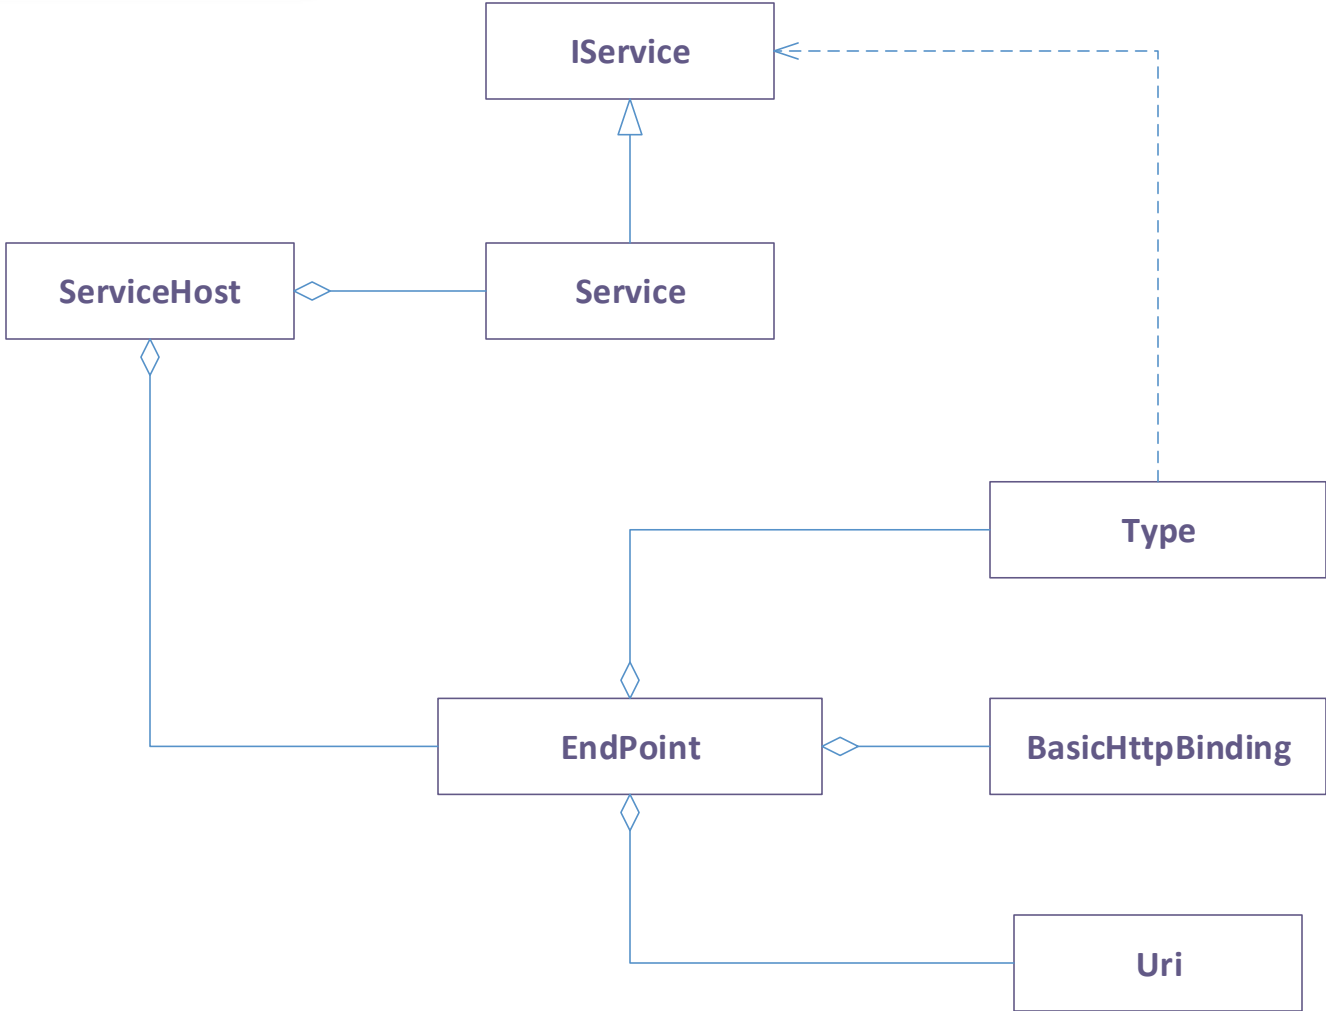 IService
ServiceHost
Service
Type
EndPoint
BasicHttpBinding
Uri